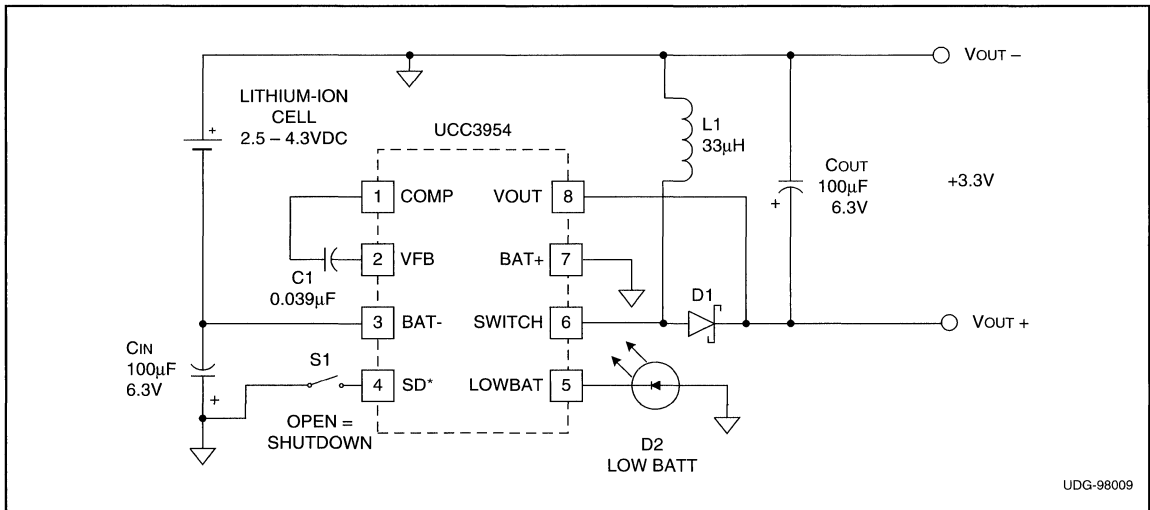 VOUT –
LITHIUM-ION
CELL
2.5 – 4.3VDC
+
UCC3954
L1
33µH
COUT
100µF
6.3V
+
+3.3V
1 COMP
VOUT 8
2 VFB
BAT+ 7
C1
0.039µF
3 BAT-
SWITCH 6
D1
VOUT +
CIN
100µF
6.3V
+
S1
4 SD*
LOWBAT 5
OPEN =
SHUTDOWN
D2
LOW BATT
UDG-98009